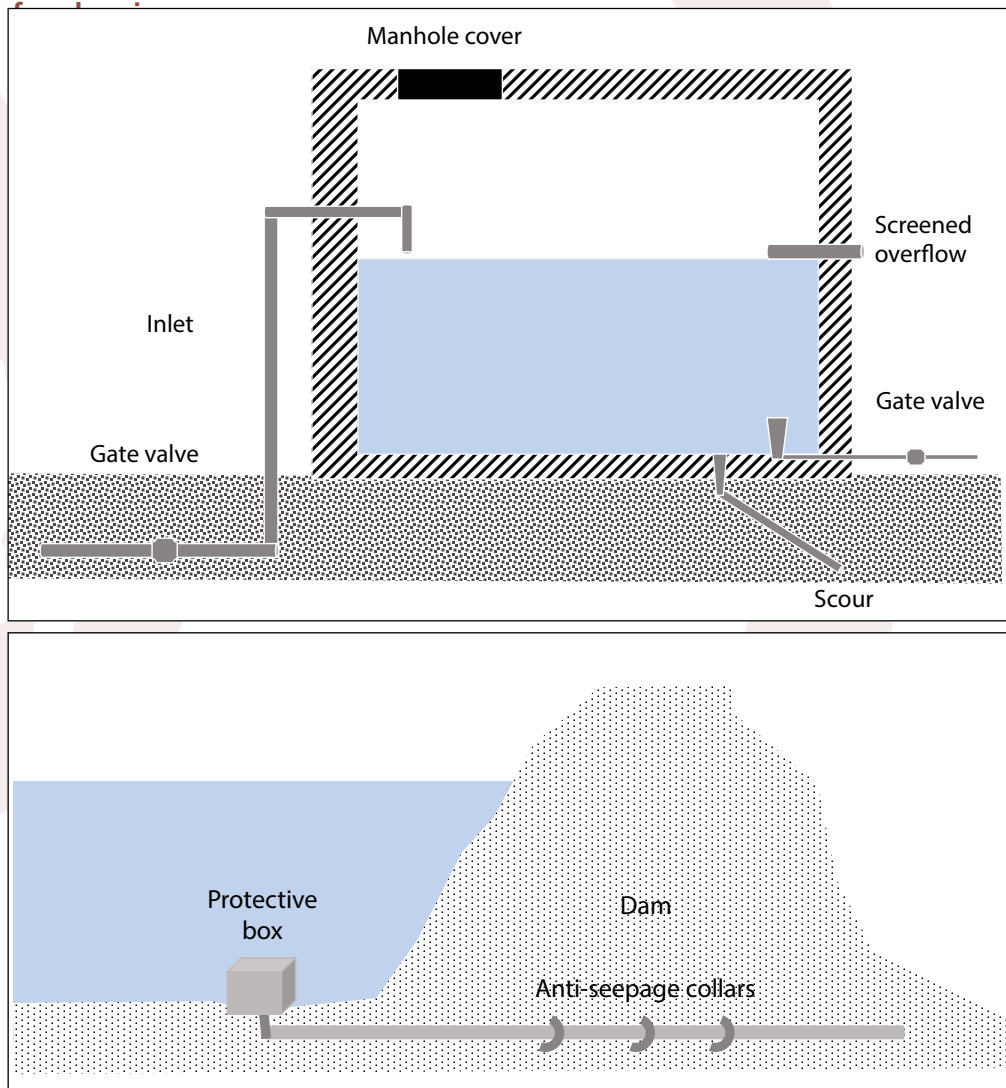 Manhole cover
Screened
overflow
Inlet
Gate valve
Gate valve
Scour
Protective
box
Dam
Anti-seepage collars